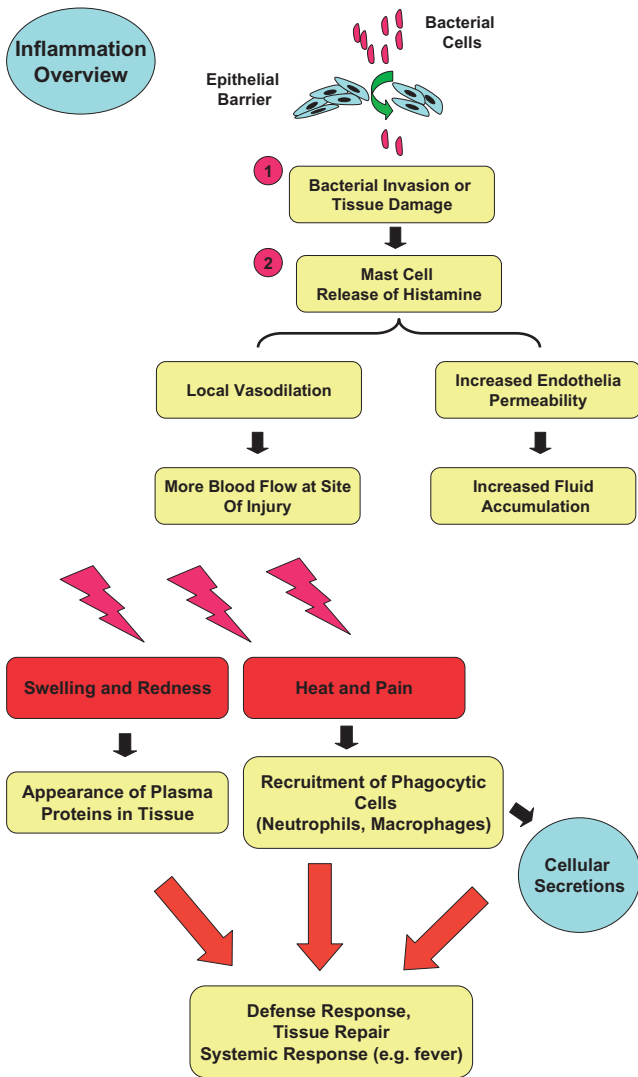 Inflammation
Overview
Bacterial
Cells
Epithelial
Barrier
1
Bacterial Invasion or
Tissue Damage
2
Mast Cell
Release of Histamine
Local Vasodilation
Increased Endothelia
Permeability
More Blood Flow at Site
Of Injury
Increased Fluid
Accumulation
Swelling and Redness
Heat and Pain
Appearance of Plasma
Proteins in Tissue
Recruitment of Phagocytic
Cells
(Neutrophils, Macrophages)
Cellular
Secretions
Defense Response,
Tissue Repair
Systemic Response (e.g. fever)